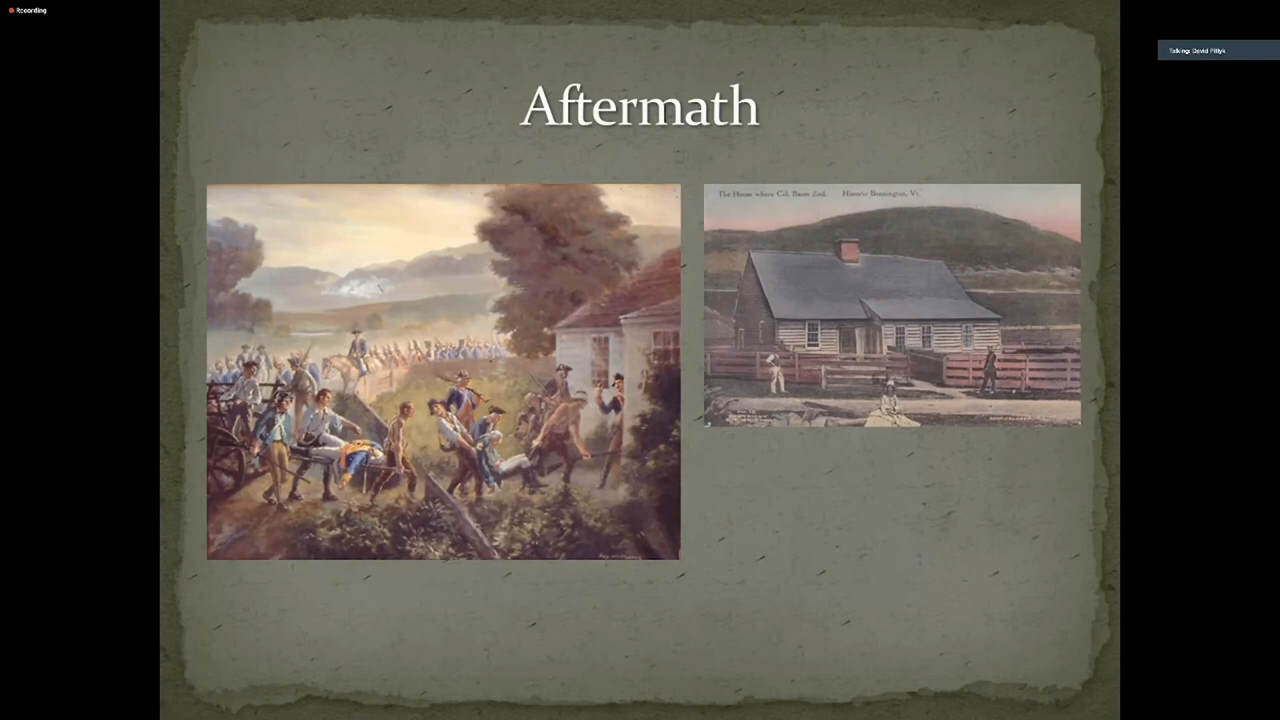 Recording
Talking: David Pitlyk
Aftermath
The House where Col. Baum died. Historic Bennington, Vt.